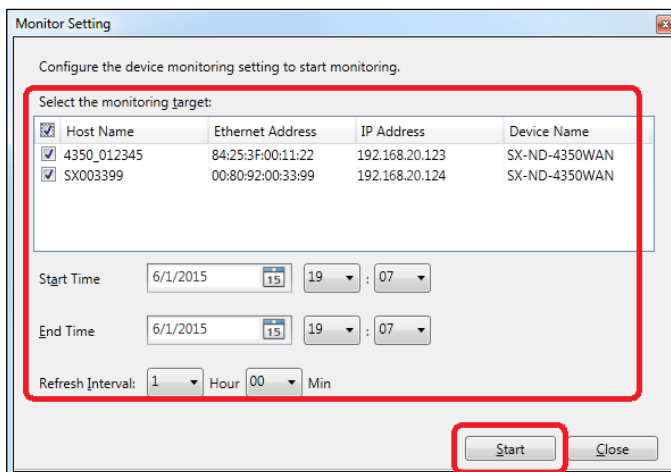 Monitor Setting
Configure the device monitoring setting to start monitoring.
Select the monitoring target:
Host Name Ethernet Address IP Address Device Name
4350_012345 84:25:3F:00:11:22 192.168.20.123 SX-ND-4350WAN
SX003399 00:80:92:00:33:99 192.168.20.124 SX-ND-4350WAN
Start Time 6/1/2015 15 19 : 07
End Time 6/1/2015 15 19 : 07
Refresh Interval: 1 Hour 00 Min
Start Close